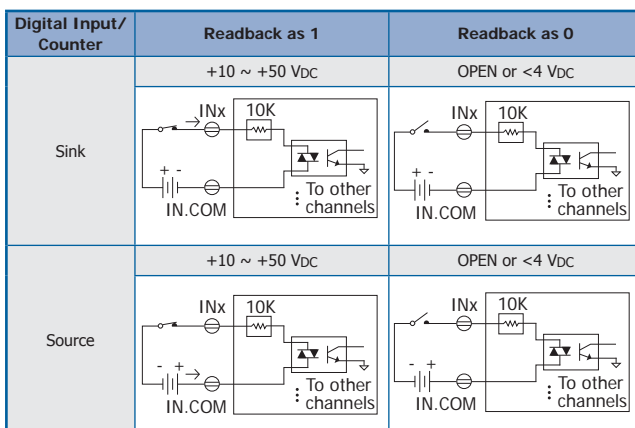 Digital Input/
Counter
Readback as 1
Readback as 0
Sink
+10 ~ +50 VDC
OPEN or <4 VDC
INx
10K
+ -
IN.COM
To other
channels
INx
10K
+ -
IN.COM
To other
channels
Source
+10 ~ +50 VDC
OPEN or <4 VDC
INx
10K
- +
IN.COM
To other
channels
INx
10K
- +
IN.COM
To other
channels